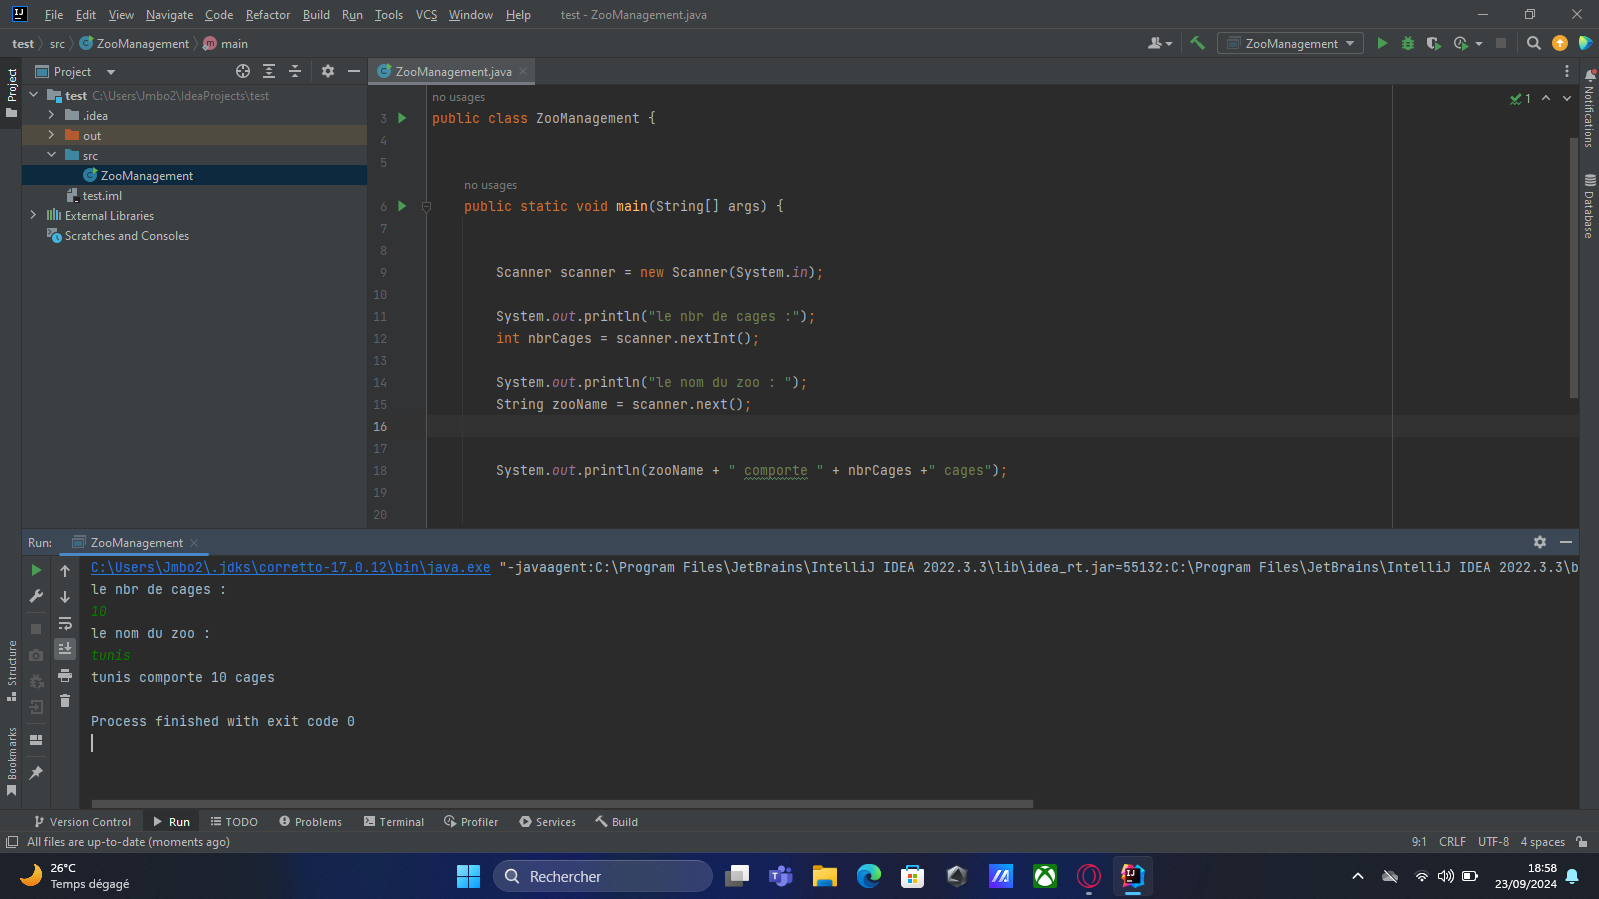 File Edit View Navigate Code Refactor Build Run Tools VCS Window Help test - ZooManagement.java
test src ZooManagement main
ZooManagement
Project
Project
ZooManagement.java
test C:\Users\Jmbo2\IdeaProjects\test
.idea
out
src
ZooManagement
test.iml
External Libraries
Scratches and Consoles
no usages
1
3 public class ZooManagement {
4
5
no usages
6 public static void main(String[] args) {
7
8
9 Scanner scanner = new Scanner(System.in);
10
11 System.out.println("le nbr de cages :");
12 int nbrCages = scanner.nextInt();
13
14 System.out.println("le nom du zoo : ");
15 String zooName = scanner.next();
16
17
18 System.out.println(zooName + " comporte " + nbrCages +" cages");
19
20
Notifications
Database
Run: ZooManagement
C:\Users\Jmbo2\.jdks\corretto-17.0.12\bin\java.exe "-javaagent:C:\Program Files\JetBrains\IntelliJ IDEA 2022.3.3\lib\idea_rt.jar=55132:C:\Program Files\JetBrains\IntelliJ IDEA 2022.3.3\b
le nbr de cages :
10
le nom du zoo :
tunis
tunis comporte 10 cages
Process finished with exit code 0
Structure
Bookmarks
Version Control Run TODO Problems Terminal Profiler Services Build
All files are up-to-date (moments ago) 9:1 CRLF UTF-8 4 spaces
26°C
Temps dégagé
Rechercher
18:58
23/09/2024